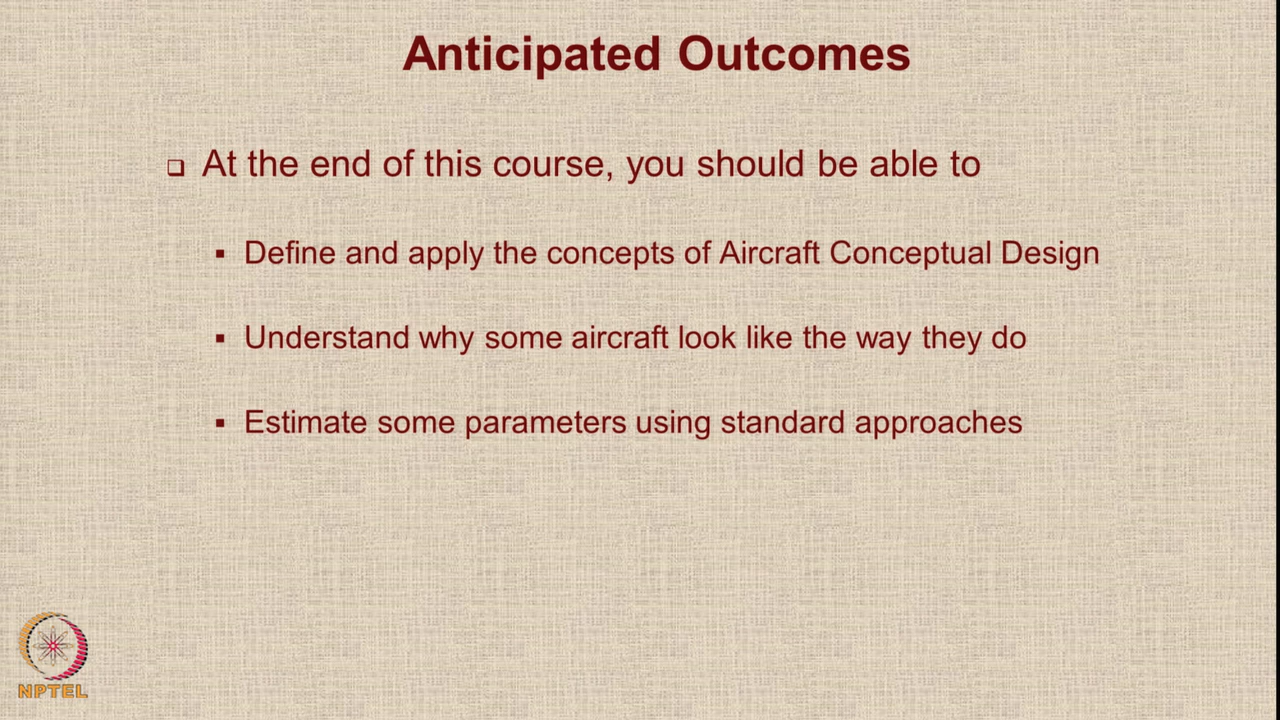 Anticipated Outcomes
At the end of this course, you should be able to
Define and apply the concepts of Aircraft Conceptual Design
Understand why some aircraft look like the way they do
Estimate some parameters using standard approaches
NPTEL